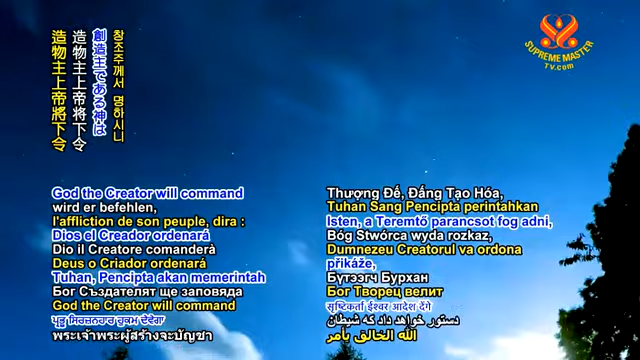 창조주께서 명하시니
創造主である神は
造物主上帝将下令
造物主上帝將下令
SUPREME MASTER
TV.com
God the Creator will command
wird er befehlen,
l'affliction de son peuple, dira :
Dios el Creador ordenará
Dio il Creatore comanderà
Deus o Criador ordenará
Tuhan, Pencipta akan memerintah
Бог Създателят ще заповяда
God the Creator will command
ਪ੍ਰਭੂ ਸਿਰਜਣਹਾਰ ਹੁਕਮ ਦੇਵੇਗਾ
พระเจ้าพระผู้สร้างจะบัญชา
Thượng Đế, Đấng Tạo Hóa,
Tuhan Sang Pencipta perintahkan
Isten, a Teremtő parancsot fog adni,
Bóg Stwórca wyda rozkaz,
Dumnezeu Creatorul va ordona
přikáže,
Бүтээгч Бурхан
Бог Творец велит
सृष्टिकर्ता ईश्वर आदेश देंगे
دستور خواهد داد که شیطان
الله الخالق يأمر